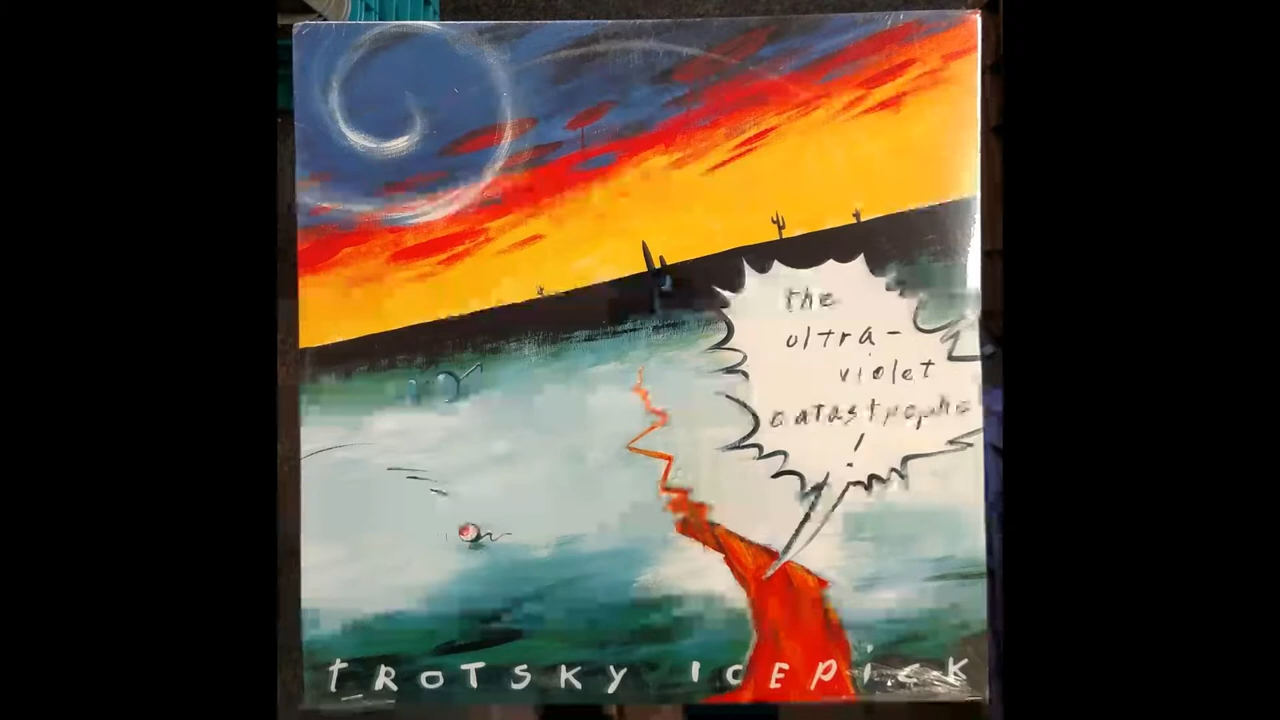 the
ultra-
violet
catastrophe
!
TROTSKY ICEPiCK